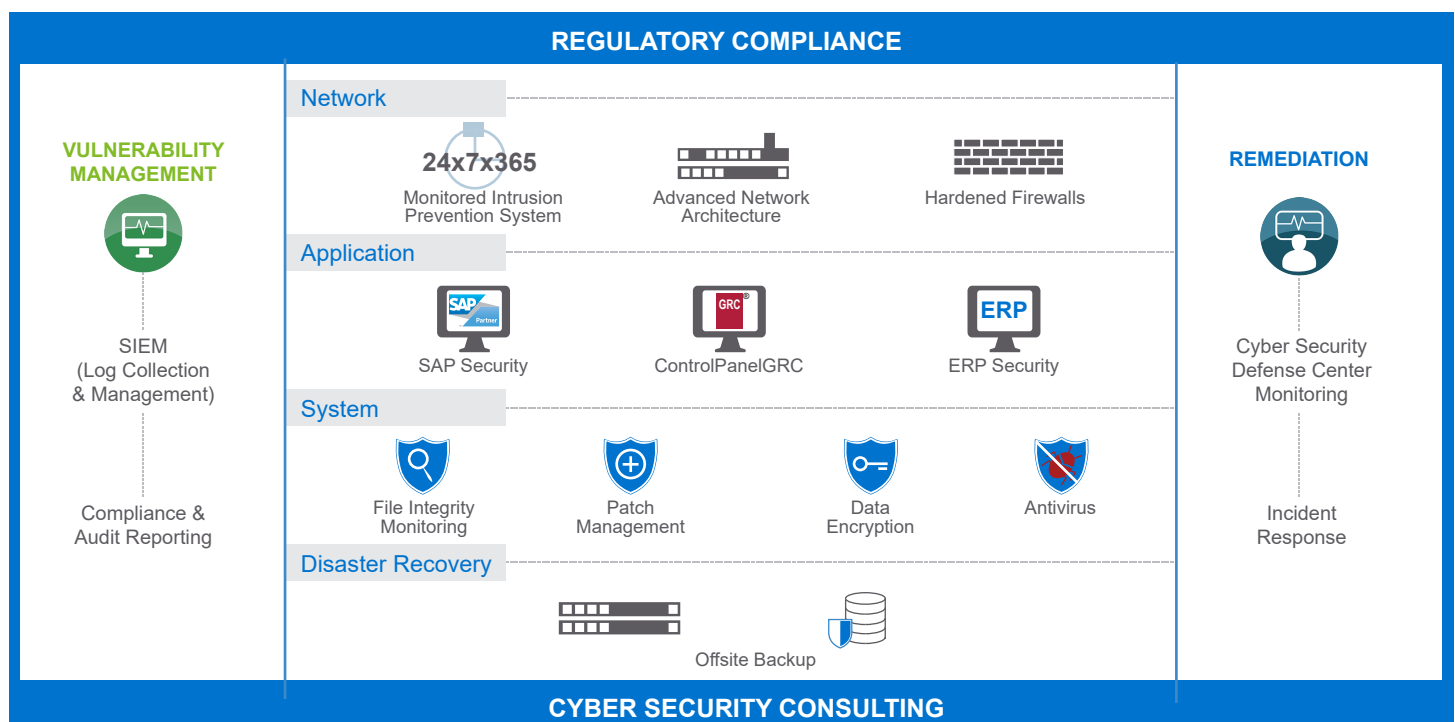 REGULATORY COMPLIANCE
VULNERABILITY
MANAGEMENT
SIEM
(Log Collection
& Management)
Compliance &
Audit Reporting
Network
24x7x365
Monitored Intrusion
Prevention System
Advanced Network
Architecture
Hardened Firewalls
Application
SAP
Partner
SAP Security
GRC®
ControlPanelGRC
ERP
ERP Security
System
File Integrity
Monitoring
Patch
Management
Data
Encryption
Antivirus
Disaster Recovery
Offsite Backup
REMEDIATION
Cyber Security
Defense Center
Monitoring
Incident
Response
CYBER SECURITY CONSULTING